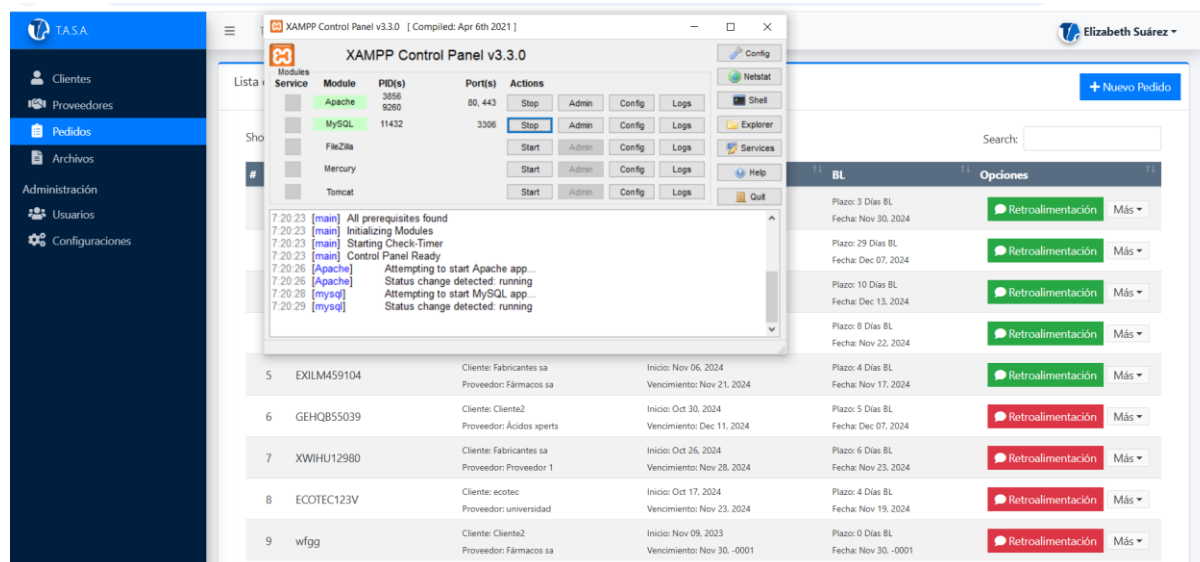 T.A.S.A.
Elizabeth Suárez
Clientes
Proveedores
Pedidos
Archivos
Administración
Usuarios
Configuraciones
XAMPP Control Panel v3.3.0 [ Compiled: Apr 6th 2021 ]
XAMPP Control Panel v3.3.0
Modules
Service Module PID(s) Port(s) Actions
Apache 3856 9260 80, 443 Stop Admin Config Logs
MySQL 11432 3306 Stop Admin Config Logs
FileZilla Start Admin Config Logs
Mercury Start Admin Config Logs
Tomcat Start Admin Config Logs
Config
Netstat
Shell
Explorer
Services
Help
Quit
7:20:23 [main] All prerequisites found
7:20:23 [main] Initializing Modules
7:20:23 [main] Starting Check-Timer
7:20:23 [main] Control Panel Ready
7:20:26 [Apache] Attempting to start Apache app...
7:20:26 [Apache] Status change detected: running
7:20:28 [mysql] Attempting to start MySQL app...
7:20:29 [mysql] Status change detected: running
Lista
+ Nuevo Pedido
Search:
# BL Opciones
Plazo: 3 Días BL
Fecha: Nov 30, 2024
Retroalimentación Más
Plazo: 29 Días BL
Fecha: Dec 07, 2024
Retroalimentación Más
Plazo: 10 Días BL
Fecha: Dec 13, 2024
Retroalimentación Más
Plazo: 8 Días BL
Fecha: Nov 22, 2024
Retroalimentación Más
5 EXILM459104
Cliente: Fabricantes sa Inicio: Nov 06, 2024 Plazo: 4 Días BL
Proveedor: Fármacos sa Vencimiento: Nov 21, 2024 Fecha: Nov 17, 2024
Retroalimentación Más
6 GEHQB55039
Cliente: Cliente2 Inicio: Oct 30, 2024 Plazo: 5 Días BL
Proveedor: Ácidos xperts Vencimiento: Dec 11, 2024 Fecha: Dec 07, 2024
Retroalimentación Más
7 XWIHU12980
Cliente: Fabricantes sa Inicio: Oct 26, 2024 Plazo: 6 Días BL
Proveedor: Proveedor 1 Vencimiento: Nov 28, 2024 Fecha: Nov 23, 2024
Retroalimentación Más
8 ECOTEC123V
Cliente: ecotec Inicio: Oct 17, 2024 Plazo: 4 Días BL
Proveedor: universidad Vencimiento: Nov 23, 2024 Fecha: Nov 19, 2024
Retroalimentación Más
9 wfgg
Cliente: Cliente2 Inicio: Nov 09, 2023 Plazo: 0 Días BL
Proveedor: Fármacos sa Vencimiento: Nov 30, -0001 Fecha: Nov 30, -0001
Retroalimentación Más